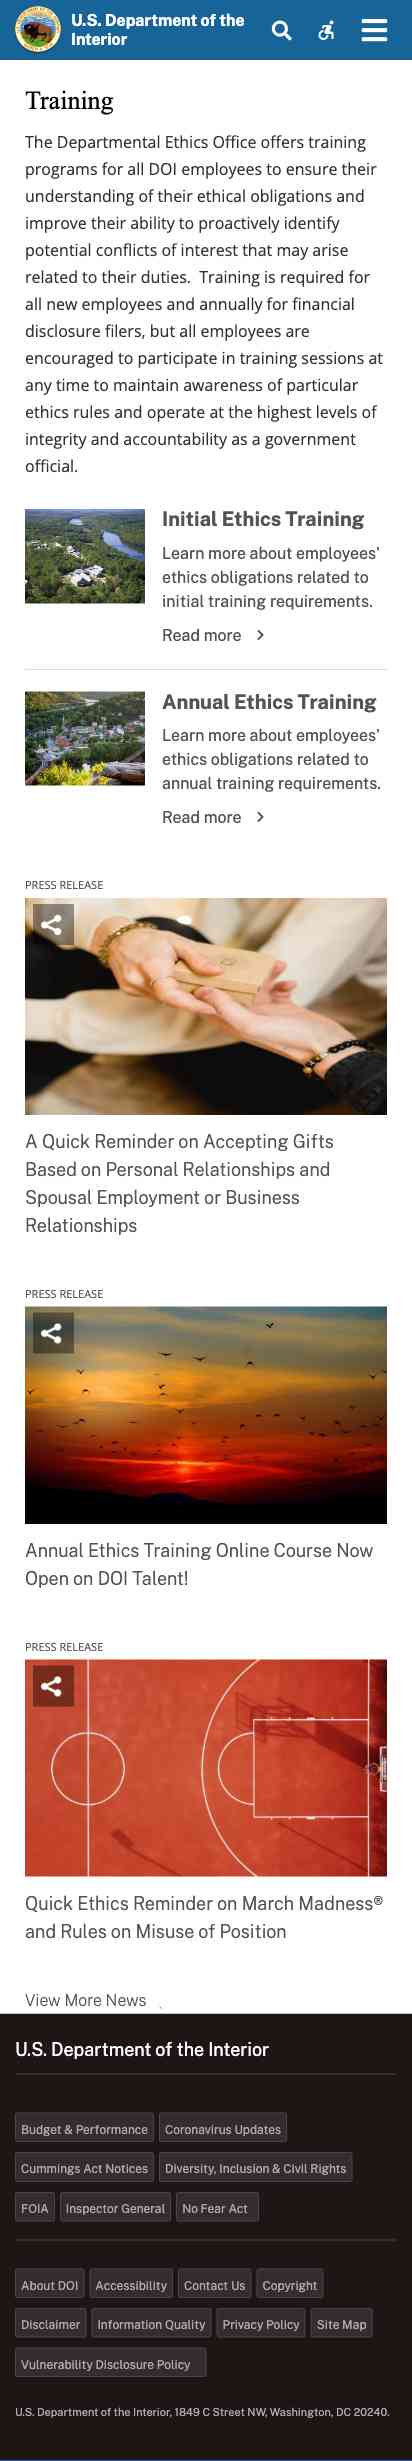 U.S. Department of the
Interior
Training
The Departmental Ethics Office offers training
programs for all DOI employees to ensure their
understanding of their ethical obligations and
improve their ability to proactively identify
potential conflicts of interest that may arise
related to their duties.  Training is required for
all new employees and annually for financial
disclosure filers, but all employees are
encouraged to participate in training sessions at
any time to maintain awareness of particular
ethics rules and operate at the highest levels of
integrity and accountability as a government
official.
Initial Ethics Training
Learn more about employees'
ethics obligations related to
initial training requirements.
Read more
Annual Ethics Training
Learn more about employees'
ethics obligations related to
annual training requirements.
Read more
PRESS RELEASE
A Quick Reminder on Accepting Gifts
Based on Personal Relationships and
Spousal Employment or Business
Relationships
PRESS RELEASE
Annual Ethics Training Online Course Now
Open on DOI Talent!
PRESS RELEASE
Quick Ethics Reminder on March Madness®
and Rules on Misuse of Position
View More News
U.S. Department of the Interior
Budget & Performance Coronavirus Updates
Cummings Act Notices Diversity, Inclusion & Civil Rights
FOIA Inspector General No Fear Act
About DOI Accessibility Contact Us Copyright
Disclaimer Information Quality Privacy Policy Site Map
Vulnerability Disclosure Policy
U.S. Department of the Interior, 1849 C Street NW, Washington, DC 20240.